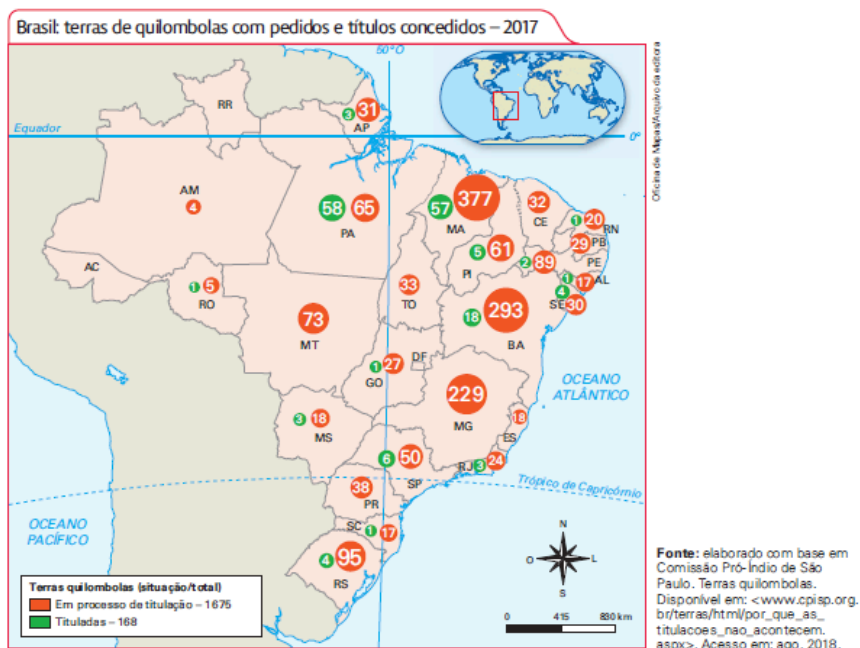 Brasil: terras de quilombolas com pedidos e títulos concedidos – 2017
50° O
Equador
0°
RR
3
31
AP
AM
4
58
65
PA
57
377
MA
32
CE
1
20
RN
29
PB
5
61
PI
2
89
PE
1
17
AL
4
SE
30
AC
1
5
RO
33
TO
73
MT
18
293
BA
1
27
DF
GO
229
MG
18
ES
3
18
MS
6
50
SP
RJ
3
24
38
PR
SC
1
17
4
95
RS
OCEANO
ATLÂNTICO
Trópico de Capricórnio
OCEANO
PACÍFICO
N
O
L
S
0
415
830 km
Terras quilombolas (situação/total)
Em processo de titulação – 1675
Tituladas – 168
Oficina de Mapas/Arquivo da editora
Fonte: elaborado com base em
Comissão Pró-Índio de São
Paulo. Terras quilombolas.
Disponível em: <www.cpisp.org.
br/terras/html/por_que_as_
titulacoes_nao_acontecem.
aspx>. Acesso em: ago. 2018.